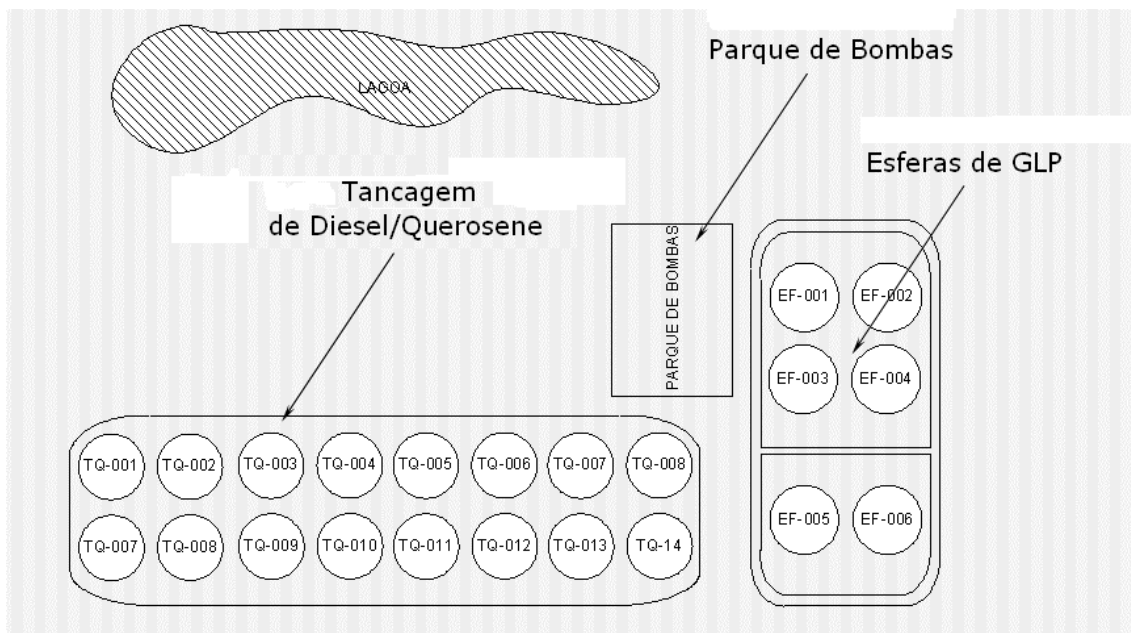 Parque de Bombas
LAGOA
Esferas de GLP
Tancagem
de Diesel/Querosene
PARQUE DE BOMBAS
EF-001 EF-002
EF-003 EF-004
TQ-001 TQ-002 TQ-003 TQ-004 TQ-005 TQ-006 TQ-007 TQ-008
EF-005 EF-006
TQ-007 TQ-008 TQ-009 TQ-010 TQ-011 TQ-012 TQ-013 TQ-14